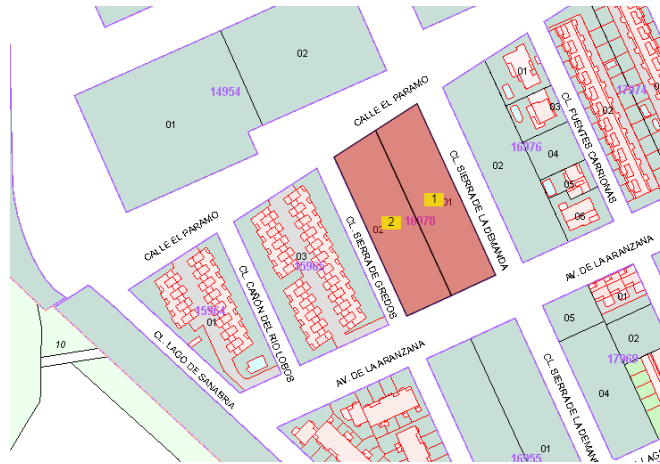 02
14954
01
CALLE EL PARAMO
01
03
17974
02
CL. FUENTES CARRIONAS
16976
02
04
05
06
1
01
2
02
16978
CL. SIERRA DE LA DEMANDA
CALLE EL PARAMO
03
CL. SIERRA DE GREDOS
01
CL. CAÑON DEL RIO LOBOS
CL. LAGO DE SANABRIA
10
AV. DE LA ARANZANA
AV. DE LA ARANZANA
01
05
02
17969
04
CL. SIERRA DE LA DEMANDA
01
16955